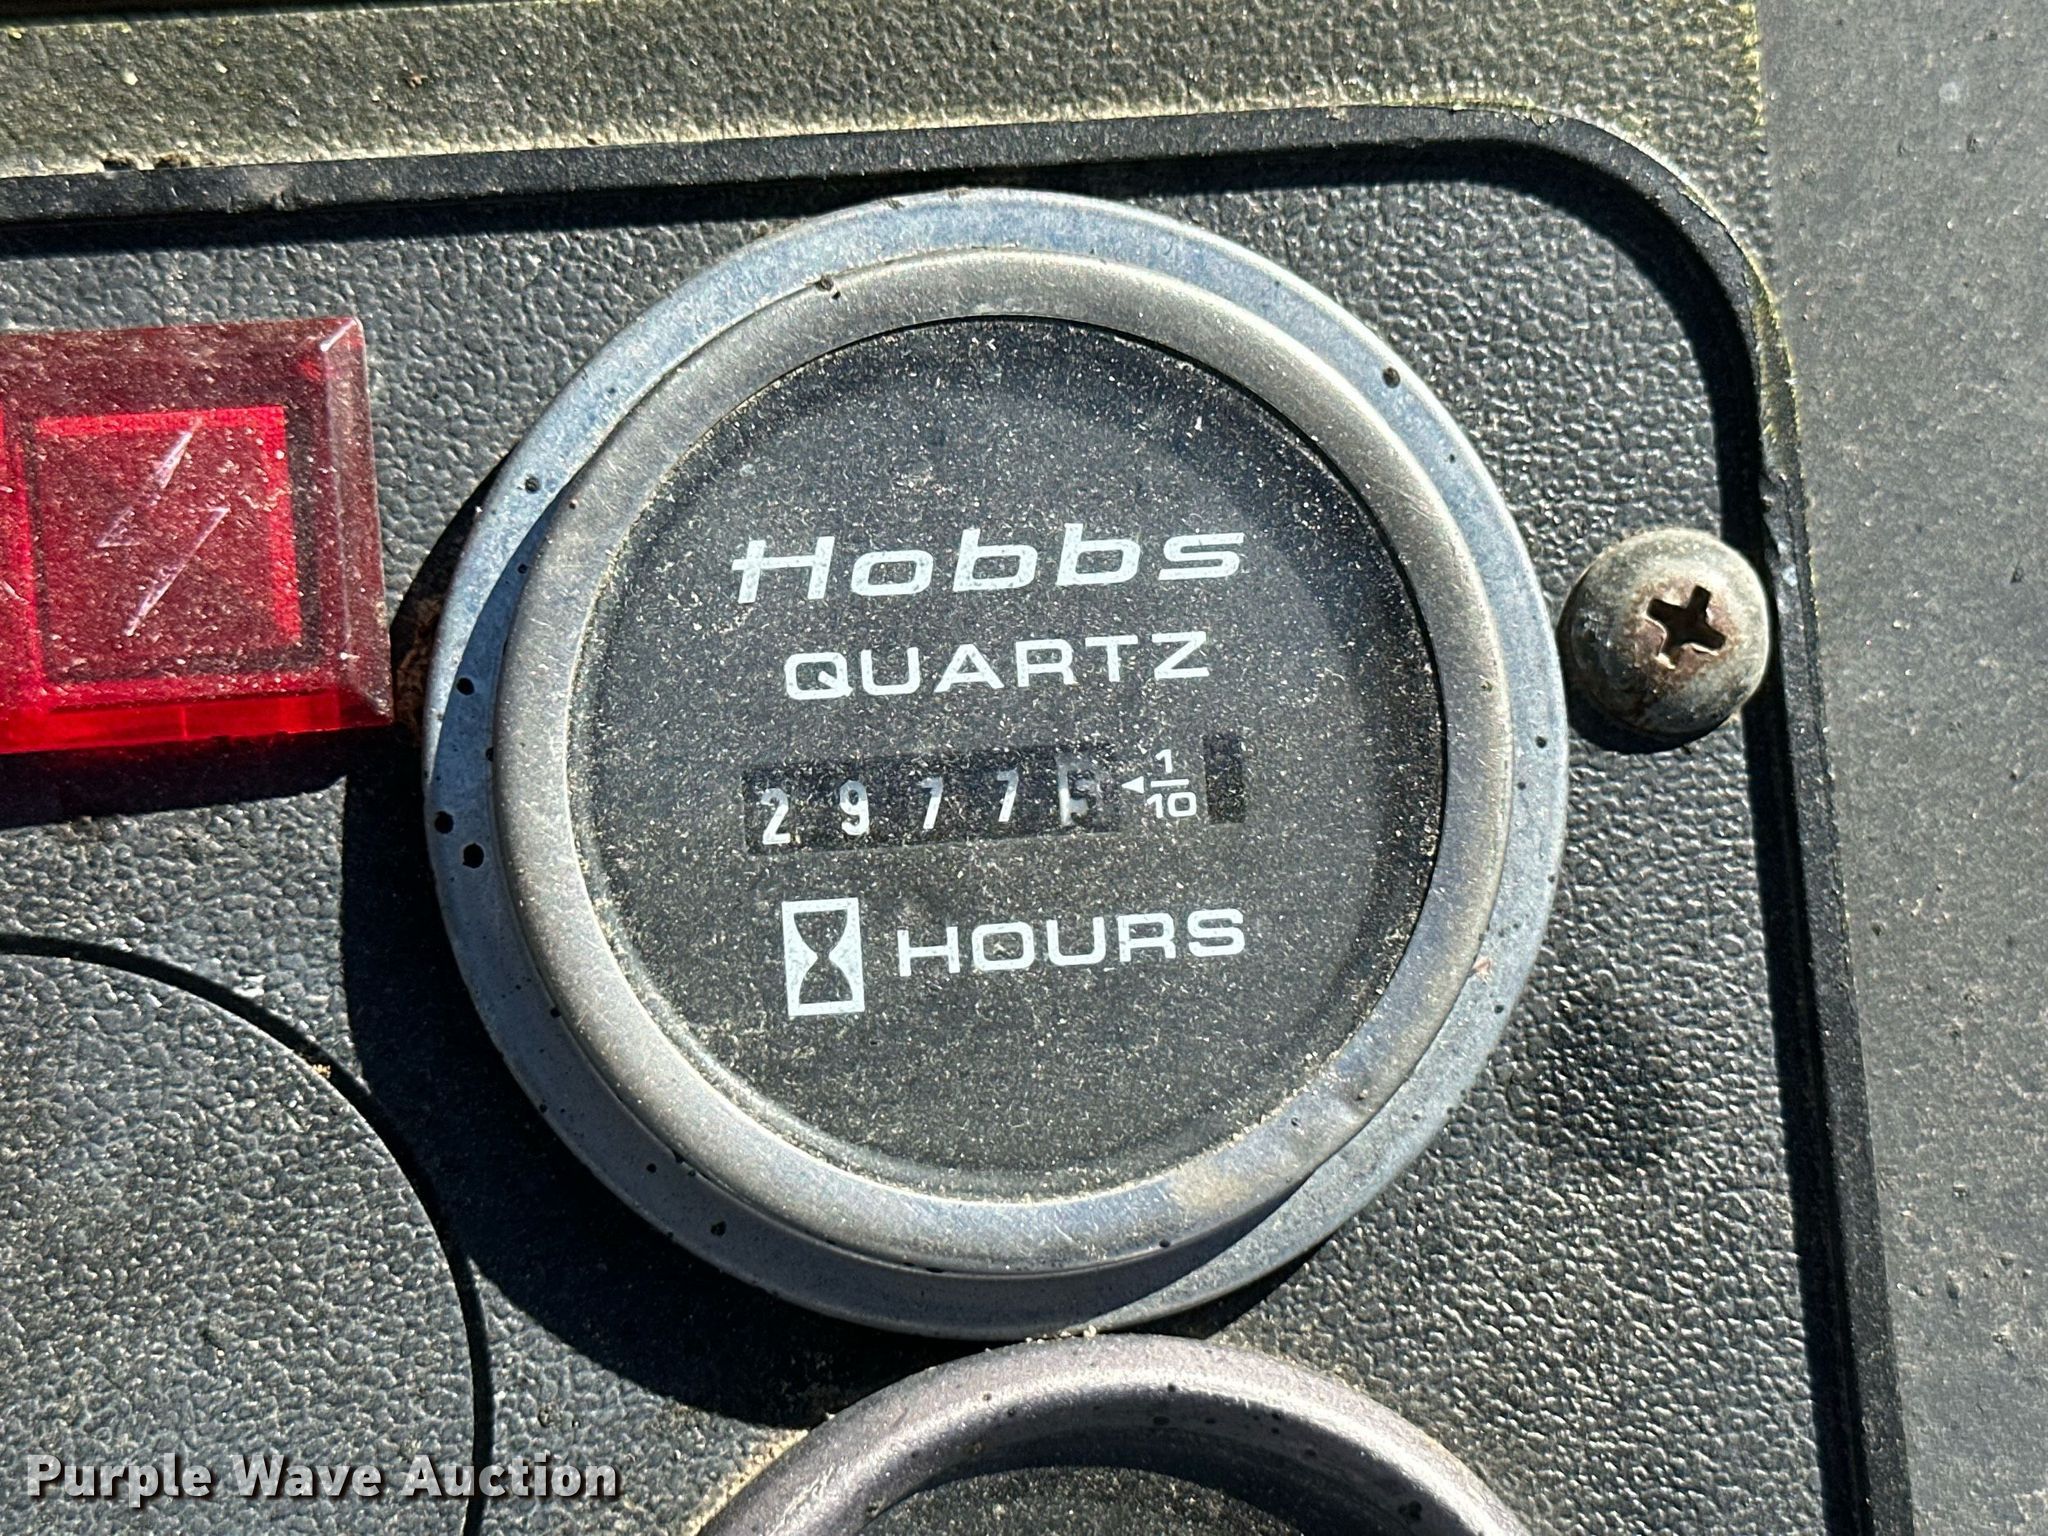 Hobbs
QUARTZ
2977 1/10
HOURS
Purple Wave Auction